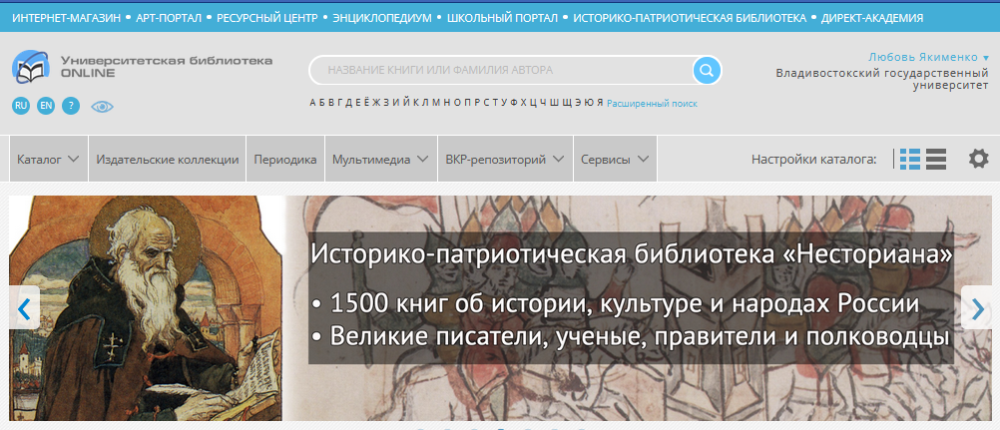 ИНТЕРНЕТ-МАГАЗИН • АРТ-ПОРТАЛ • РЕСУРСНЫЙ ЦЕНТР • ЭНЦИКЛОПЕДИУМ • ШКОЛЬНЫЙ ПОРТАЛ • ИСТОРИКО-ПАТРИОТИЧЕСКАЯ БИБЛИОТЕКА • ДИРЕКТ-АКАДЕМИЯ
Университетская библиотека
ONLINE
НАЗВАНИЕ КНИГИ ИЛИ ФАМИЛИЯ АВТОРА
Любовь Якименко
Владивостокский государственный
университет
RU EN ?
А Б В Г Д Е Ё Ж З И Й К Л М Н О П Р С Т У Ф Х Ц Ч Ш Щ Э Ю Я Расширенный поиск
Каталог Издательские коллекции Периодика Мультимедиа ВКР-репозиторий Сервисы Настройки каталога:
Историко-патриотическая библиотека «Несториана»
• 1500 книг об истории, культуре и народах России
• Великие писатели, ученые, правители и полководцы